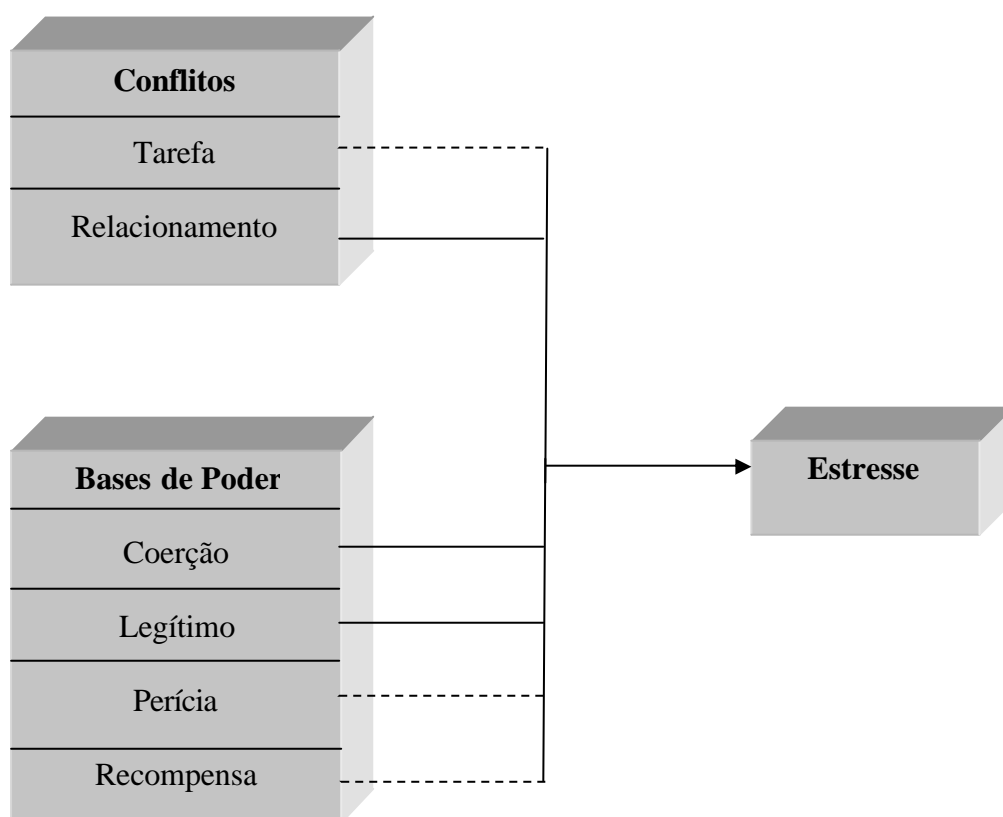 Conflitos
Tarefa
Relacionamento
Bases de Poder
Coerção
Legítimo
Perícia
Recompensa
Estresse